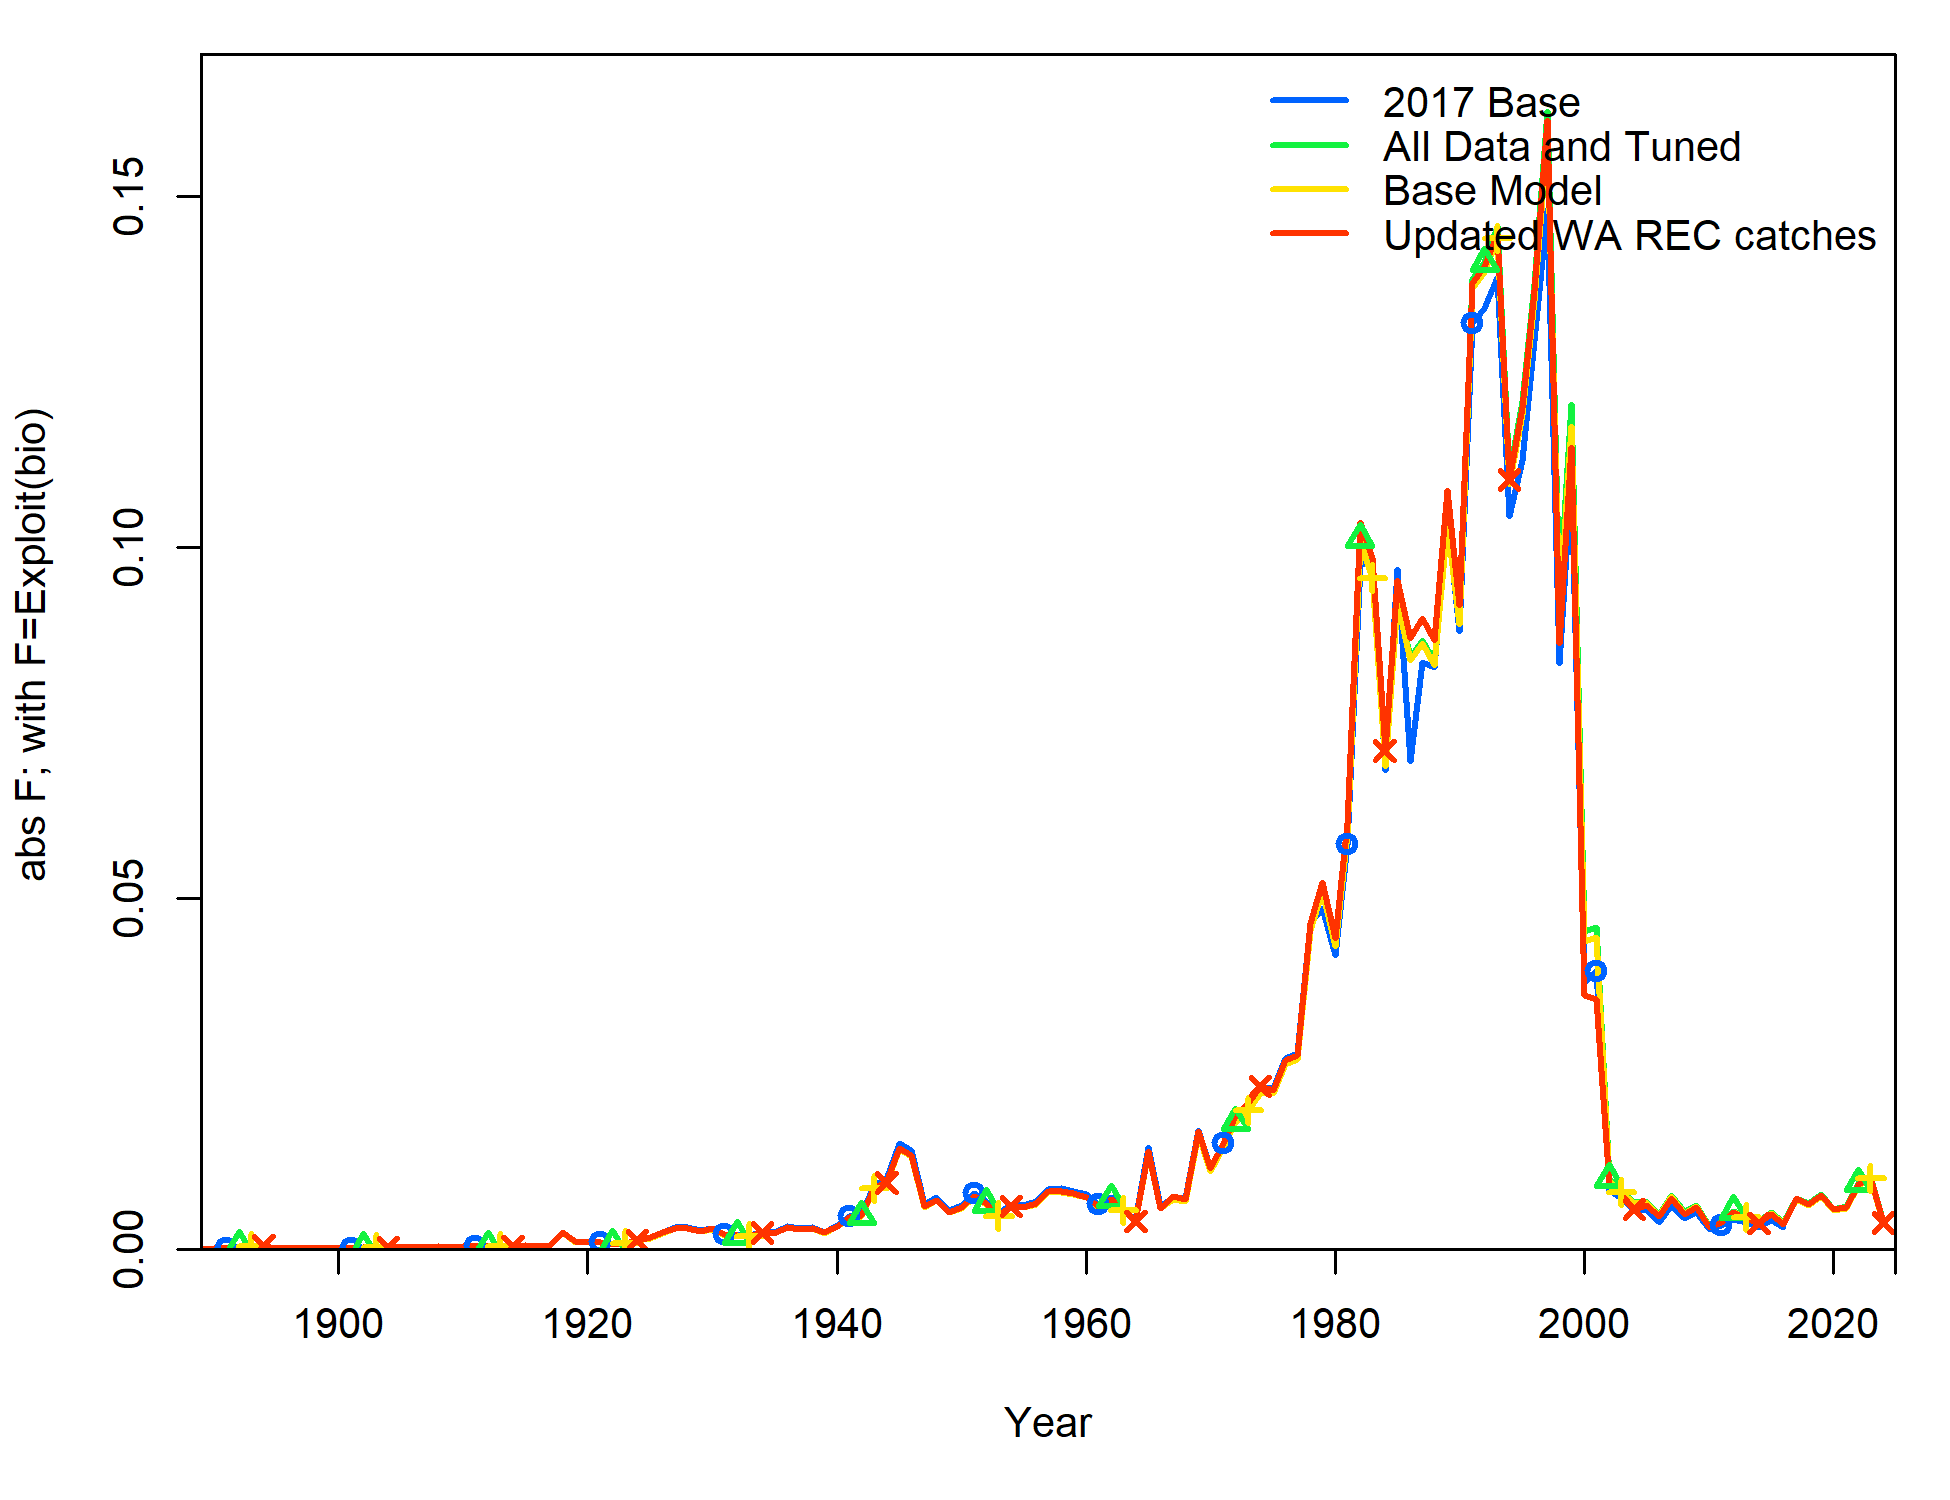 2017 Base
All Data and Tuned
Base Model
Updated WA REC catches
abs F; with F=Exploit(bio)
0.15
0.10
0.05
0.00
1900 1920 1940 1960 1980 2000 2020
Year